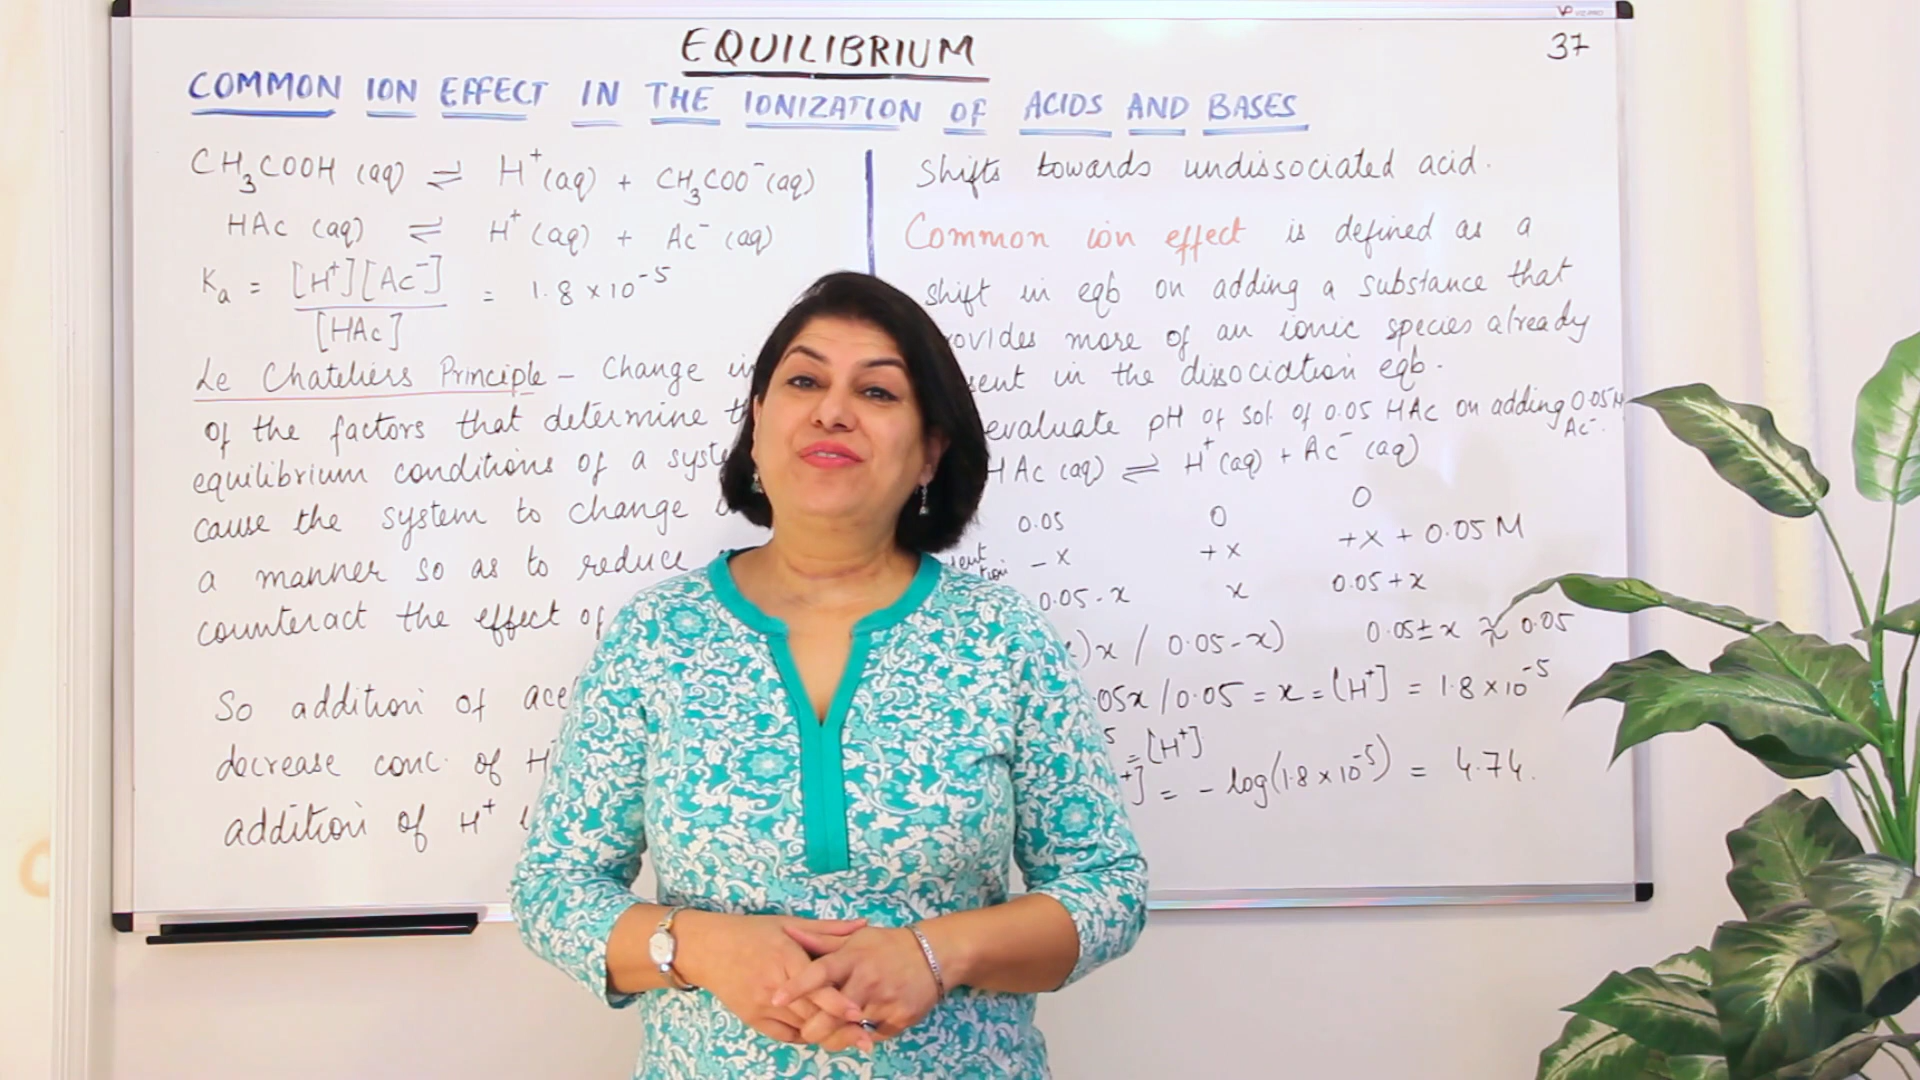 EQUILIBRIUM
37
COMMON ION EFFECT IN THE IONIZATION OF ACIDS AND BASES
CH₃COOH (aq) ⇌ H⁺(aq) + CH₃COO⁻(aq)
HAc (aq) ⇌ H⁺(aq) + Ac⁻(aq)
Ka = [H⁺][Ac⁻] / [HAc] = 1.8 × 10⁻⁵
Le Chateliers Principle – Change in
of the factors that determine
equilibrium conditions of a
cause the system to change
a manner so as to reduce
counteract the effect of
So addition of
decrease conc. of H
addition of H⁺
Shifts towards undissociated acid.
Common ion effect is defined as a
shift in eqb on adding a substance that
more of an ionic species already
in the dissociation eqb.
evaluate pH of sol. of 0.05 HAc on adding 0.05M
Ac⁻.
HAc (aq) ⇌ H⁺(aq) + Ac⁻(aq)
0.05 0 0
-x +x +x + 0.05 M
0.05-x x 0.05+x
)x / 0.05-x) 0.05±x ≈ 0.05
05x / 0.05 = x = [H⁺] = 1.8 × 10⁻⁵
= [H⁺]
= - log(1.8 × 10⁻⁵) = 4.74.